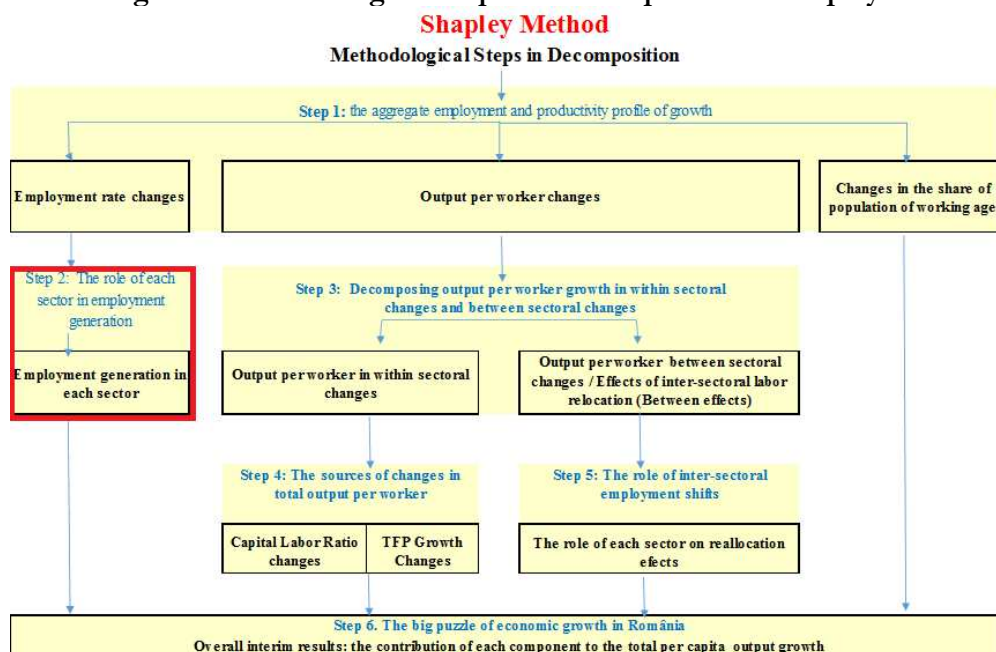 Shapley Method
Methodological Steps in Decomposition
Step 1: the aggregate employment and productivity profile of growth
Employment rate changes
Output per worker changes
Changes in the share of
population of working age
Step 2: The role of each
sector in employment
generation
Employment generation in
each sector
Step 3: Decomposing output per worker growth in within sectoral
changes and between sectoral changes
Output per worker in within sectoral
changes
Output per worker between sectoral
changes / Effects of inter-sectoral labor
relocation (Between effects)
Step 4: The sources of changes in
total output per worker
Capital Labor Ratio
changes
TFP Growth
Changes
Step 5: The role of inter-sectoral
employment shifts
The role of each sector on reallocation
efects
Step 6. The big puzzle of economic growth in România
Overall interim results: the contribution of each component to the total per capita output growth